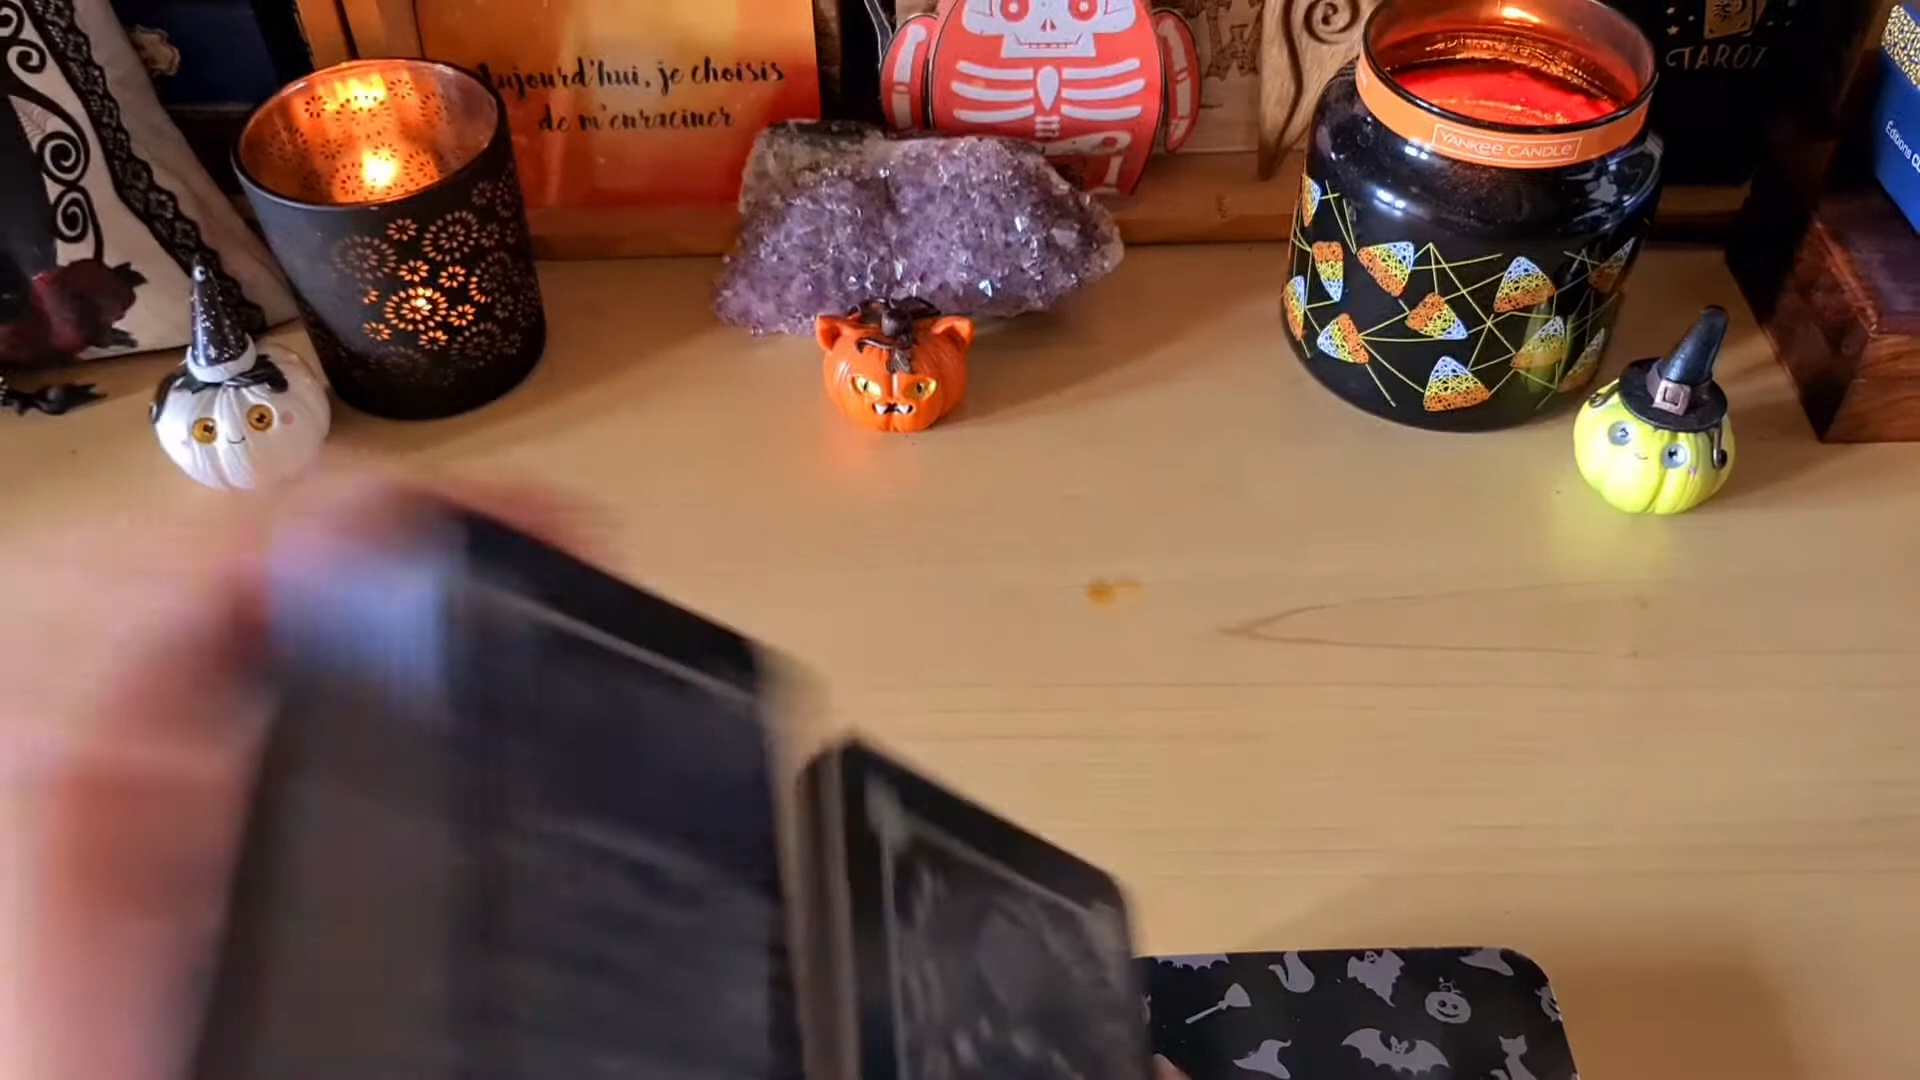 Aujourd'hui, je choisis
de m'enraciner
YANKEE CANDLE
TAROT
Éditions